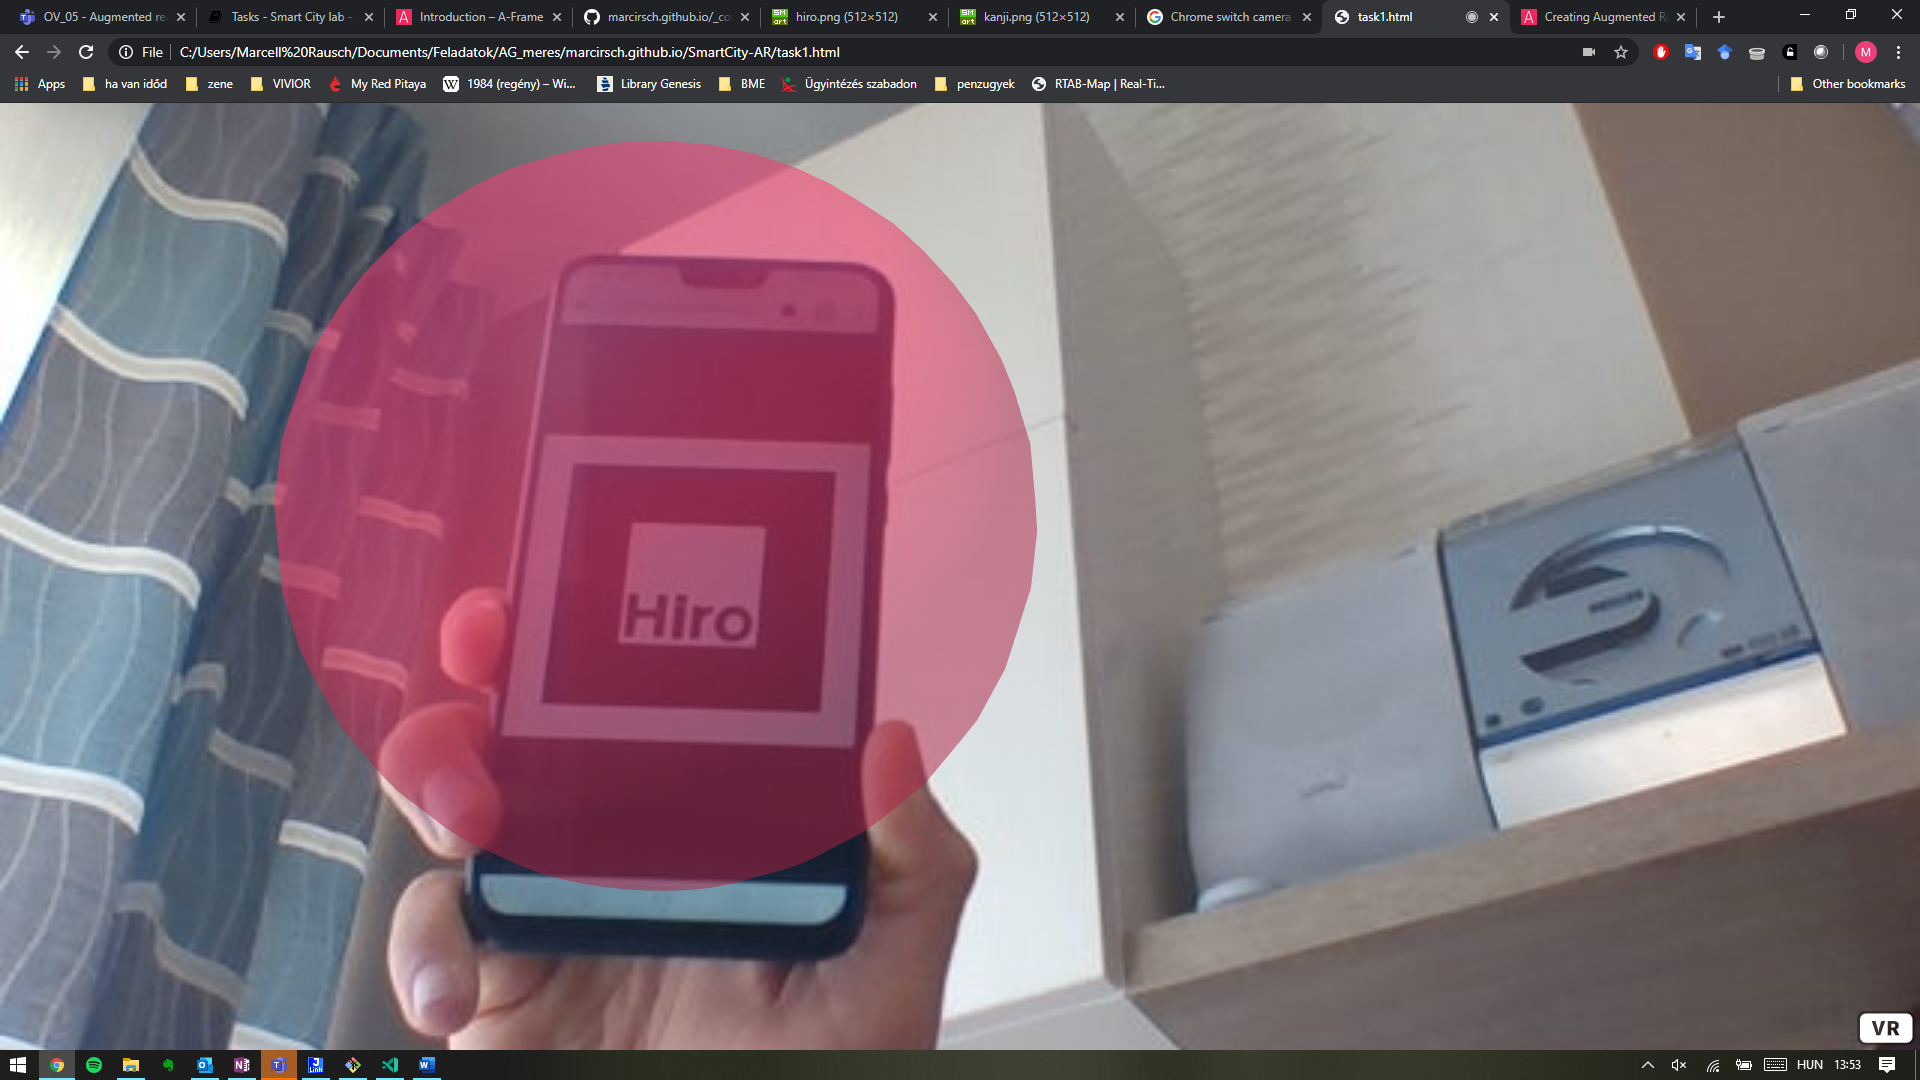 OV_05 - Augmented re
Tasks - Smart City lab -
Introduction – A-Frame
marcirsch.github.io/_co
hiro.png (512×512)
kanji.png (512×512)
Chrome switch camera
task1.html
Creating Augmented R
File
C:/Users/Marcell%20Rausch/Documents/Feladatok/AG_meres/marcirsch.github.io/SmartCity-AR/task1.html
M
Apps
ha van időd
zene
VIVIOR
My Red Pitaya
1984 (regény) – Wi...
Library Genesis
BME
Ügyintézés szabadon
penzugyek
RTAB-Map | Real-Ti...
Other bookmarks
Hiro
VR
HUN
13:53